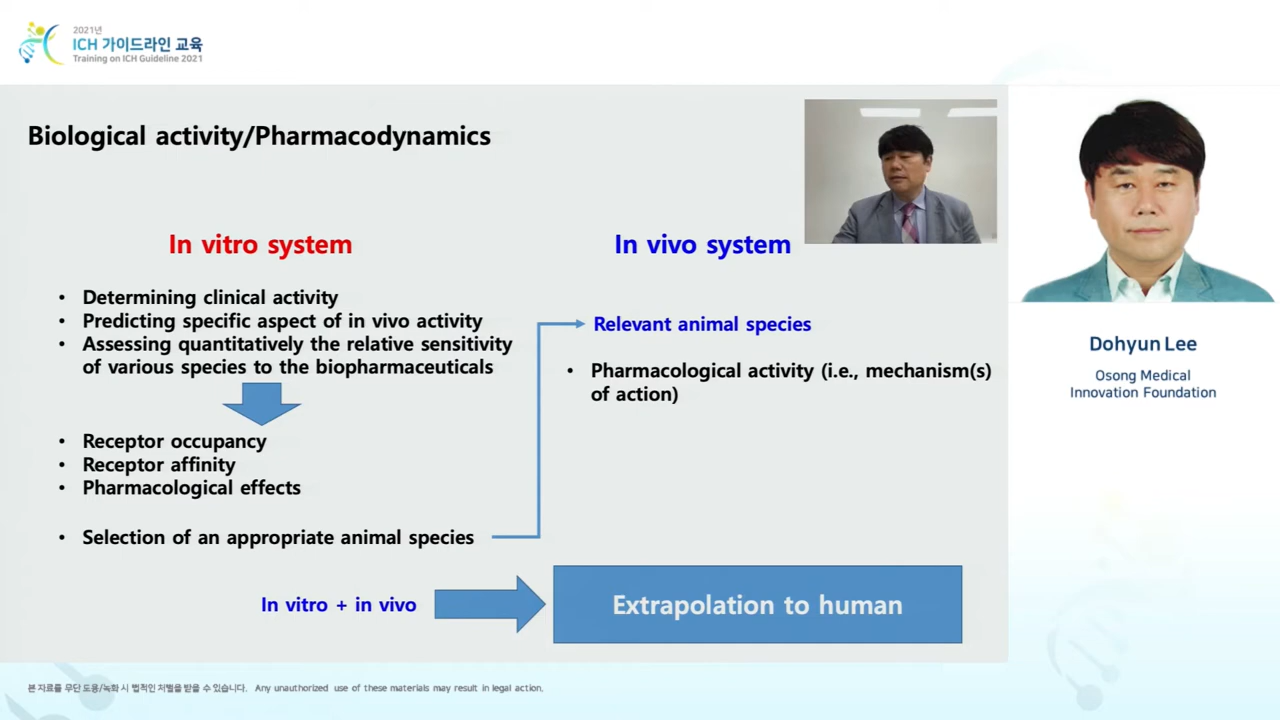 2021년
ICH 가이드라인 교육
Training on ICH Guideline 2021
Biological activity/Pharmacodynamics
In vitro system
• Determining clinical activity
• Predicting specific aspect of in vivo activity
• Assessing quantitatively the relative sensitivity
of various species to the biopharmaceuticals
• Receptor occupancy
• Receptor affinity
• Pharmacological effects
• Selection of an appropriate animal species
In vivo system
Relevant animal species
• Pharmacological activity (i.e., mechanism(s)
of action)
In vitro + in vivo
Extrapolation to human
Dohyun Lee
Osong Medical
Innovation Foundation
본 자료를 무단 도용/녹화 시 법적인 처벌을 받을 수 있습니다. Any unauthorized use of these materials may result in legal action.